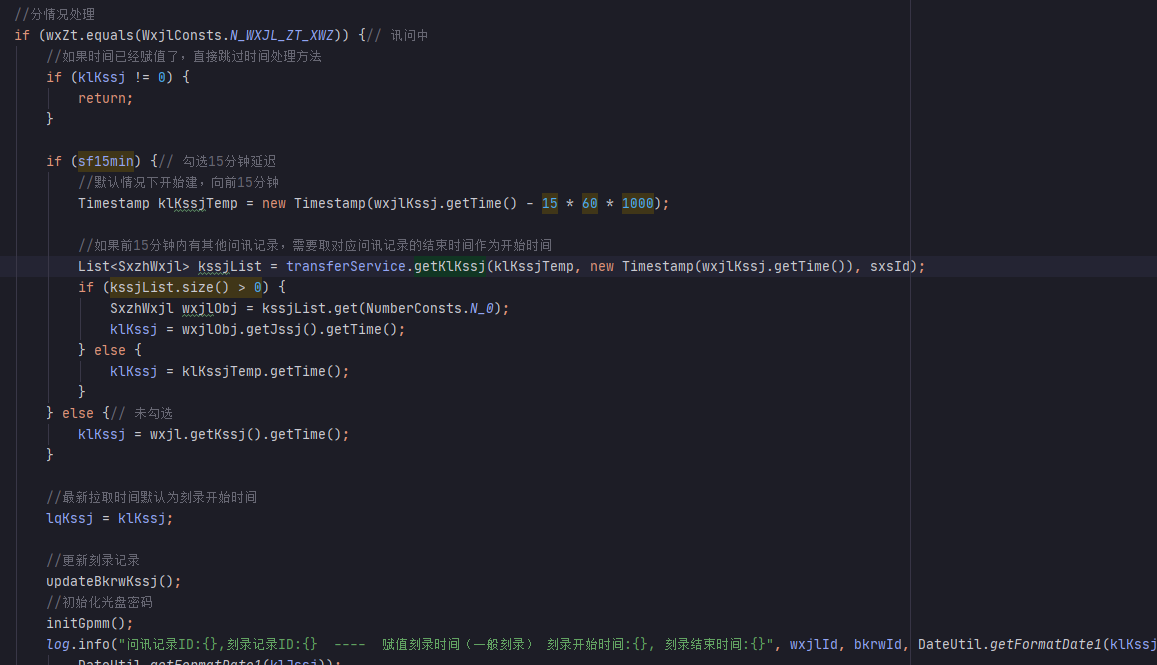 //分情况处理
if (wxZt.equals(WxjlConsts.N_WXJL_ZT_XWZ)) {// 讯问中
//如果时间已经赋值了，直接跳过时间处理方法
if (klKssj != 0) {
return;
}
if (sf15min) {// 勾选15分钟延迟
//默认情况下开始建，向前15分钟
Timestamp klKssjTemp = new Timestamp(wxjlKssj.getTime() - 15 * 60 * 1000);
//如果前15分钟内有其他问讯记录，需要取对应问讯记录的结束时间作为开始时间
List<SxzhWxjl> kssjList = transferService.getKlKssj(klKssjTemp, new Timestamp(wxjlKssj.getTime()), sxsId);
if (kssjList.size() > 0) {
SxzhWxjl wxjlObj = kssjList.get(NumberConsts.N_0);
klKssj = wxjlObj.getJssj().getTime();
} else {
klKssj = klKssjTemp.getTime();
}
} else {// 未勾选
klKssj = wxjl.getKssj().getTime();
}
//最新拉取时间默认为刻录开始时间
lqKssj = klKssj;
//更新刻录记录
updateBkrwKssj();
//初始化光盘密码
initGpmm();
log.info("问讯记录ID:{},刻录记录ID:{}  ----  赋值刻录时间（一般刻录） 刻录开始时间:{}, 刻录结束时间:{}", wxjlId, bkrwId, DateUtil.getFormatDate1(klKssj
DateUtil.getFormatDate1(klJssj));